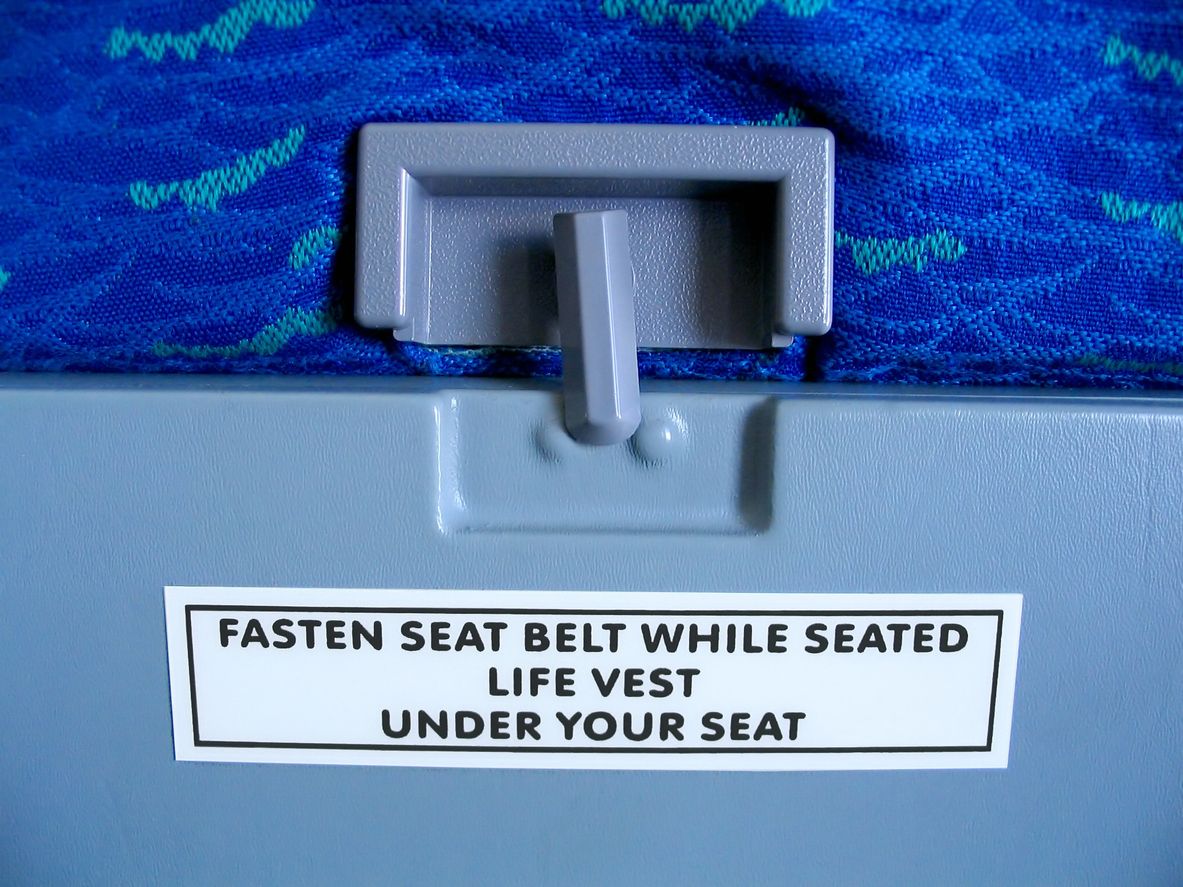 FASTEN SEAT BELT WHILE SEATED
LIFE VEST
UNDER YOUR SEAT